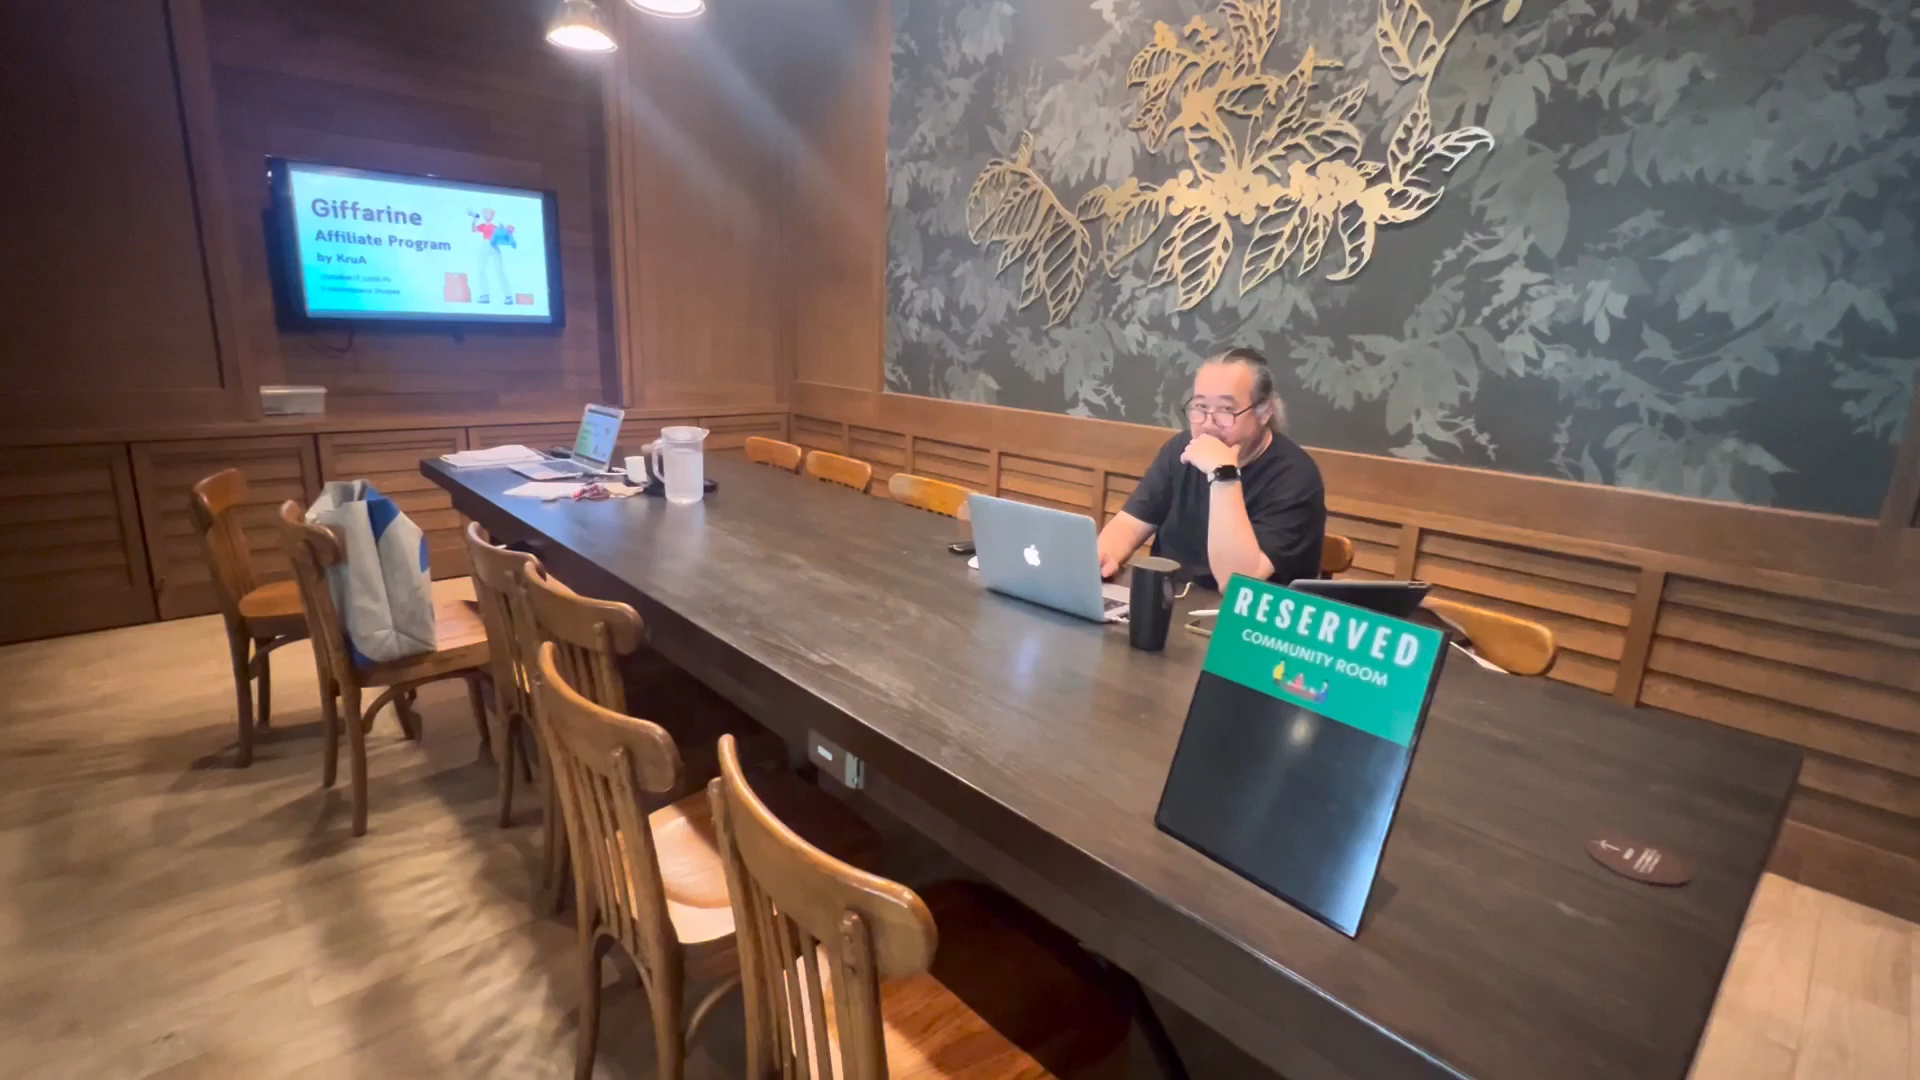 Giffarine
Affiliate Program
by KruA
RESERVED
COMMUNITY ROOM